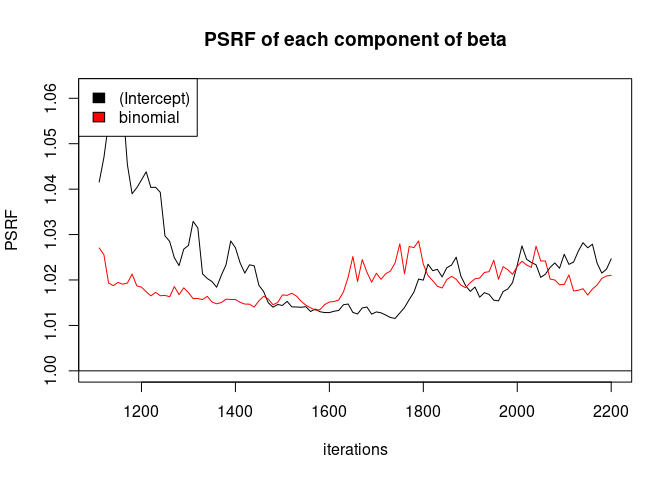 PSRF of each component of beta
(Intercept)
binomial
PSRF
1.06
1.05
1.04
1.03
1.02
1.01
1.00
1200 1400 1600 1800 2000 2200
iterations